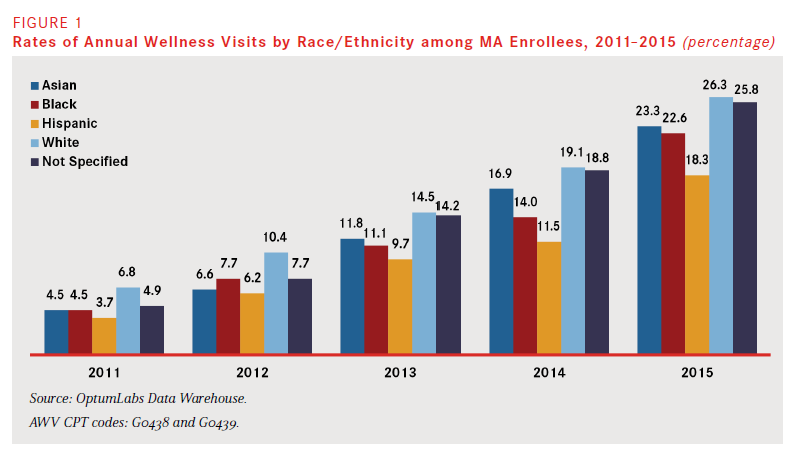 FIGURE 1
Rates of Annual Wellness Visits by Race/Ethnicity among MA Enrollees, 2011–2015 (percentage)
Asian
Black
Hispanic
White
Not Specified
4.5 4.5 3.7 6.8 4.9
6.6 7.7 6.2 10.4 7.7
11.8 11.1 9.7 14.5 14.2
16.9 14.0 11.5 19.1 18.8
23.3 22.6 18.3 26.3 25.8
2011 2012 2013 2014 2015
Source: OptumLabs Data Warehouse.
AWV CPT codes: G0438 and G0439.